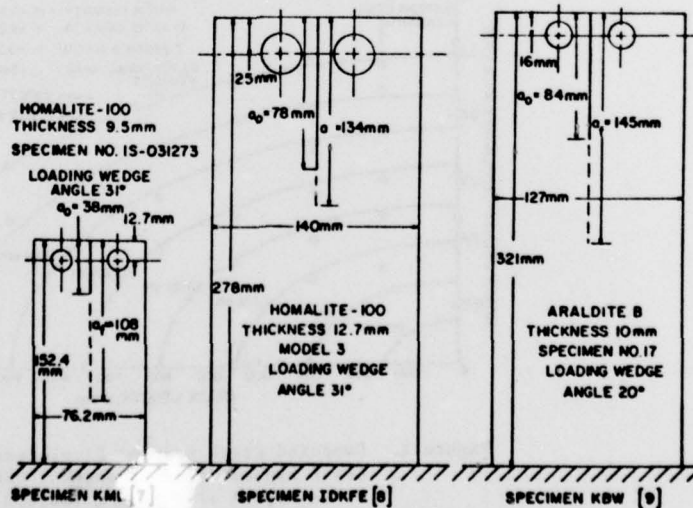 HOMALITE-100
THICKNESS 9.5mm
SPECIMEN NO. IS-031273
LOADING WEDGE
ANGLE 31°
a₀=38mm
12.7mm
a_f=108
mm
152.4
mm
76.2mm
SPECIMEN KML [7]
25mm
a₀=78mm
a =134mm
140mm
278mm
HOMALITE-100
THICKNESS 12.7mm
MODEL 3
LOADING WEDGE
ANGLE 31°
SPECIMEN IDKFE [8]
16mm
a₀=84mm
a_f=145mm
127mm
321mm
ARALDITE B
THICKNESS 10mm
SPECIMEN NO.17
LOADING WEDGE
ANGLE 20°
SPECIMEN KBW [9]